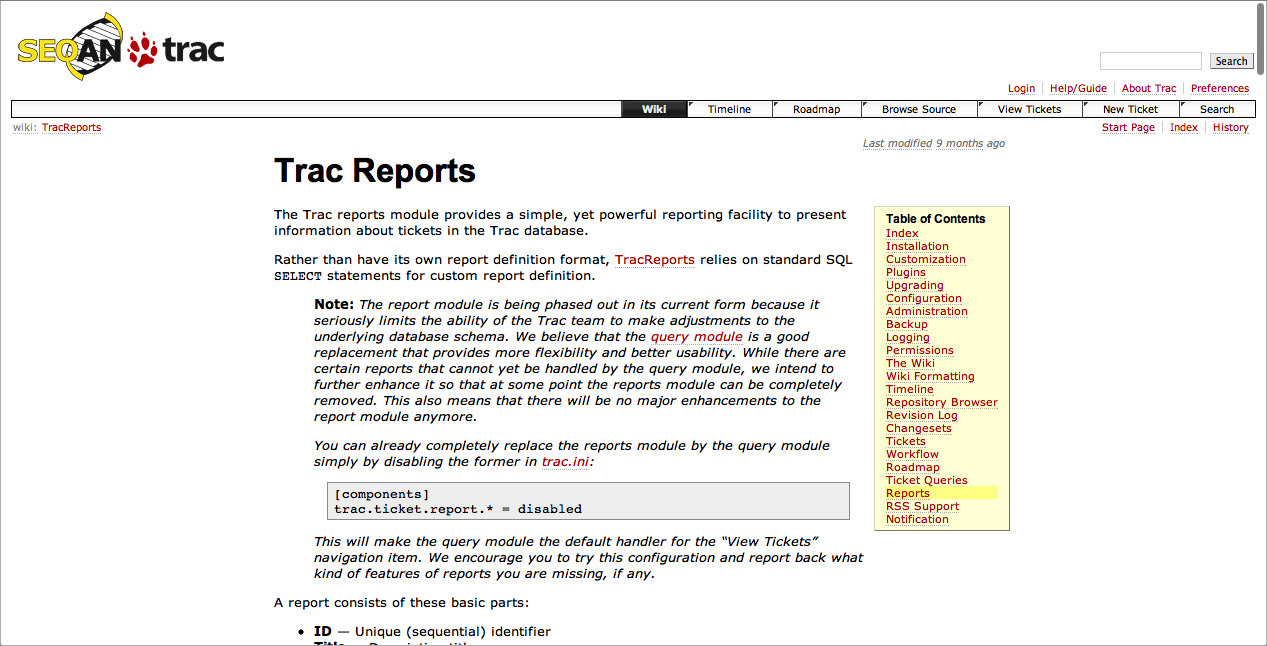 SEQAN trac
Search
Login Help/Guide About Trac Preferences
Wiki Timeline Roadmap Browse Source View Tickets New Ticket Search
wiki: TracReports
Start Page Index History
Last modified 9 months ago
Trac Reports
The Trac reports module provides a simple, yet powerful reporting facility to present
information about tickets in the Trac database.
Rather than have its own report definition format, TracReports relies on standard SQL
SELECT statements for custom report definition.
Note: The report module is being phased out in its current form because it
seriously limits the ability of the Trac team to make adjustments to the
underlying database schema. We believe that the query module is a good
replacement that provides more flexibility and better usability. While there are
certain reports that cannot yet be handled by the query module, we intend to
further enhance it so that at some point the reports module can be completely
removed. This also means that there will be no major enhancements to the
report module anymore.
You can already completely replace the reports module by the query module
simply by disabling the former in trac.ini:
[components]
trac.ticket.report.* = disabled
This will make the query module the default handler for the “View Tickets”
navigation item. We encourage you to try this configuration and report back what
kind of features of reports you are missing, if any.
A report consists of these basic parts:
• ID — Unique (sequential) identifier
Table of Contents
Index
Installation
Customization
Plugins
Upgrading
Configuration
Administration
Backup
Logging
Permissions
The Wiki
Wiki Formatting
Timeline
Repository Browser
Revision Log
Changesets
Tickets
Workflow
Roadmap
Ticket Queries
Reports
RSS Support
Notification